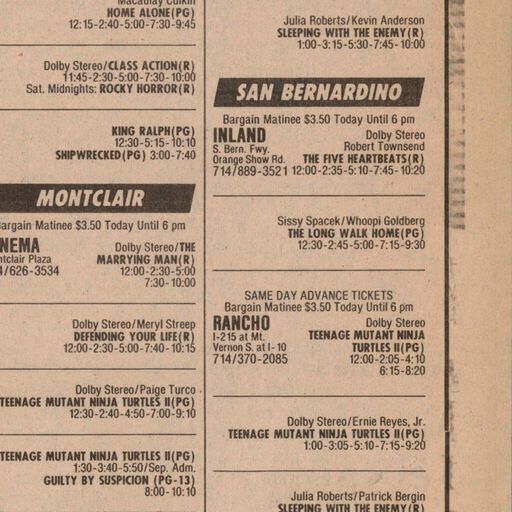 Macaulay Culkin
HOME ALONE(PG)
12:15-2:40-5:00-7:30-9:45
Dolby Stereo/CLASS ACTION(R)
11:45-2:30-5:00-7:30-10:00
Sat. Midnights: ROCKY HORROR(R)
KING RALPH(PG)
12:30-5:15-10:10
SHIPWRECKED(PG) 3:00-7:40
MONTCLAIR
argain Matinee $3.50 Today Until 6 pm
NEMA
ntclair Plaza
4/626-3534
Dolby Stereo/THE
MARRYING MAN(R)
12:00-2:30-5:00
7:30-10:00
Dolby Stereo/Meryl Streep
DEFENDING YOUR LIFE(R)
12:00-2:30-5:00-7:40-10:15
Dolby Stereo/Paige Turco
TEENAGE MUTANT NINJA TURTLES II(PG)
12:30-2:40-4:50-7:00-9:10
TEENAGE MUTANT NINJA TURTLES II(PG)
1:30-3:40-5:50/Sep. Adm.
GUILTY BY SUSPICION (PG-13)
8:00-10:10
Julia Roberts/Kevin Anderson
SLEEPING WITH THE ENEMY(R)
1:00-3:15-5:30-7:45-10:00
SAN BERNARDINO
Bargain Matinee $3.50 Today Until 6 pm
INLAND
S. Bern. Fwy.
Orange Show Rd.
714/889-3521
Dolby Stereo
Robert Townsend
THE FIVE HEARTBEATS(R)
12:00-2:35-5:10-7:45-10:20
Sissy Spacek/Whoopi Goldberg
THE LONG WALK HOME(PG)
12:30-2:45-5:00-7:15-9:30
SAME DAY ADVANCE TICKETS
Bargain Matinee $3.50 Today Until 6 pm
RANCHO
I-215 at Mt.
Vernon S. at I-10
714/370-2085
Dolby Stereo
TEENAGE MUTANT NINJA
TURTLES II(PG)
12:00-2:05-4:10
6:15-8:20
Dolby Stereo/Ernie Reyes, Jr.
TEENAGE MUTANT NINJA TURTLES II(PG)
1:00-3:05-5:10-7:15-9:20
Julia Roberts/Patrick Bergin
SLEEPING WITH THE ENEMY(R)